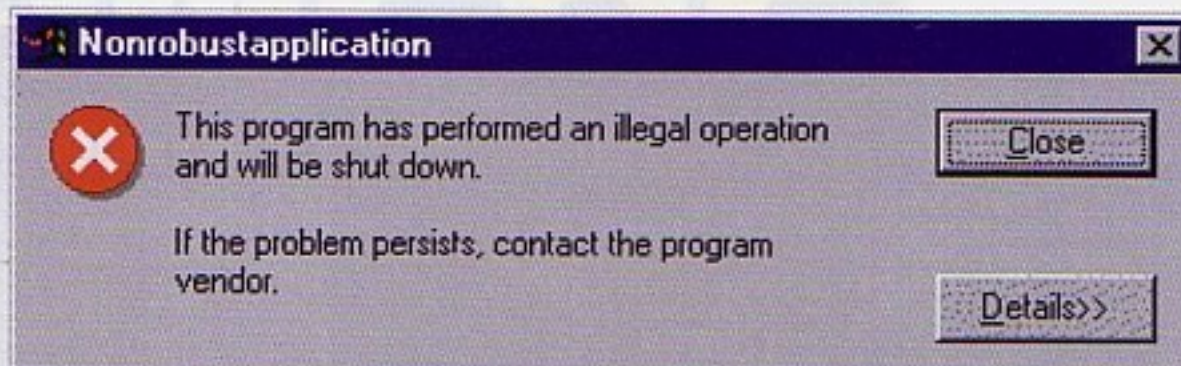 Nonrobustapplication
This program has performed an illegal operation
and will be shut down.
Close
If the problem persists, contact the program
vendor.
Details>>